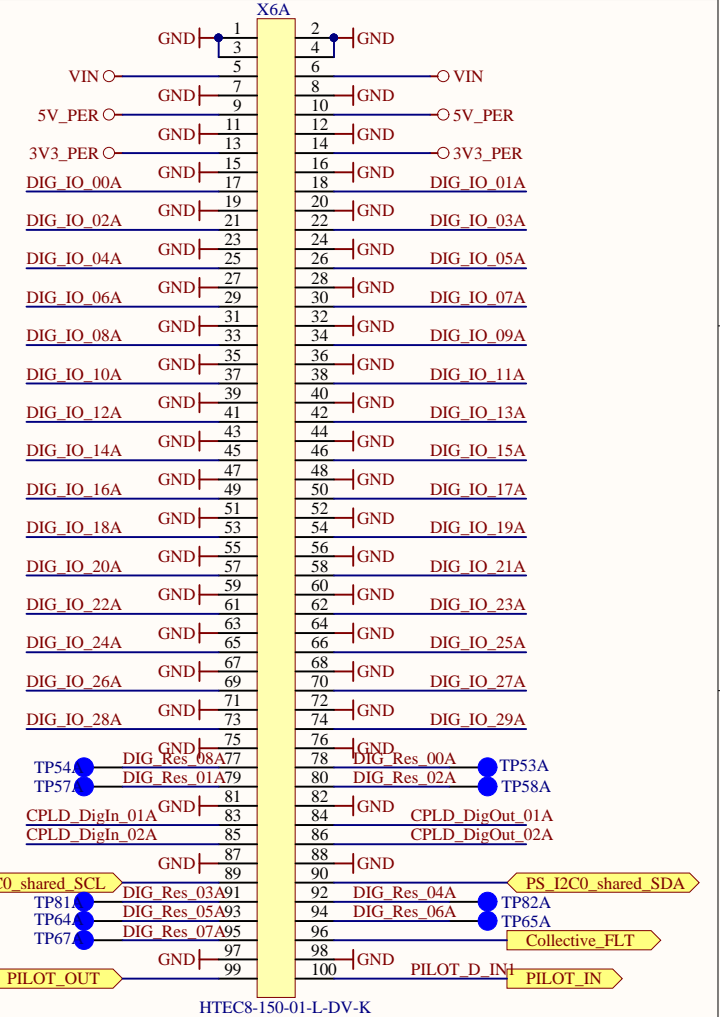 X6A
GND 1 2 GND
3 4
VIN 5 6 VIN
GND 7 8 GND
5V_PER 9 10 5V_PER
GND 11 12 GND
3V3_PER 13 14 3V3_PER
GND 15 16 GND
DIG_IO_00A 17 18 DIG_IO_01A
GND 19 20 GND
DIG_IO_02A 21 22 DIG_IO_03A
GND 23 24 GND
DIG_IO_04A 25 26 DIG_IO_05A
GND 27 28 GND
DIG_IO_06A 29 30 DIG_IO_07A
GND 31 32 GND
DIG_IO_08A 33 34 DIG_IO_09A
GND 35 36 GND
DIG_IO_10A 37 38 DIG_IO_11A
GND 39 40 GND
DIG_IO_12A 41 42 DIG_IO_13A
GND 43 44 GND
DIG_IO_14A 45 46 DIG_IO_15A
GND 47 48 GND
DIG_IO_16A 49 50 DIG_IO_17A
GND 51 52 GND
DIG_IO_18A 53 54 DIG_IO_19A
GND 55 56 GND
DIG_IO_20A 57 58 DIG_IO_21A
GND 59 60 GND
DIG_IO_22A 61 62 DIG_IO_23A
GND 63 64 GND
DIG_IO_24A 65 66 DIG_IO_25A
GND 67 68 GND
DIG_IO_26A 69 70 DIG_IO_27A
GND 71 72 GND
DIG_IO_28A 73 74 DIG_IO_29A
GND 75 76 GND
TP54A DIG_Res_08A 77 78 DIG_Res_00A TP53A
TP57A DIG_Res_01A 79 80 DIG_Res_02A TP58A
GND 81 82 GND
CPLD_DigIn_01A 83 84 CPLD_DigOut_01A
CPLD_DigIn_02A 85 86 CPLD_DigOut_02A
GND 87 88 GND
C0_shared_SCL 89 90 PS_I2C0_shared_SDA
TP81A DIG_Res_03A 91 92 DIG_Res_04A TP82A
TP64A DIG_Res_05A 93 94 DIG_Res_06A TP65A
TP67A DIG_Res_07A 95 96 Collective_FLT
GND 97 98 GND
PILOT_OUT 99 100 PILOT_D_IN1 PILOT_IN
HTEC8-150-01-L-DV-K